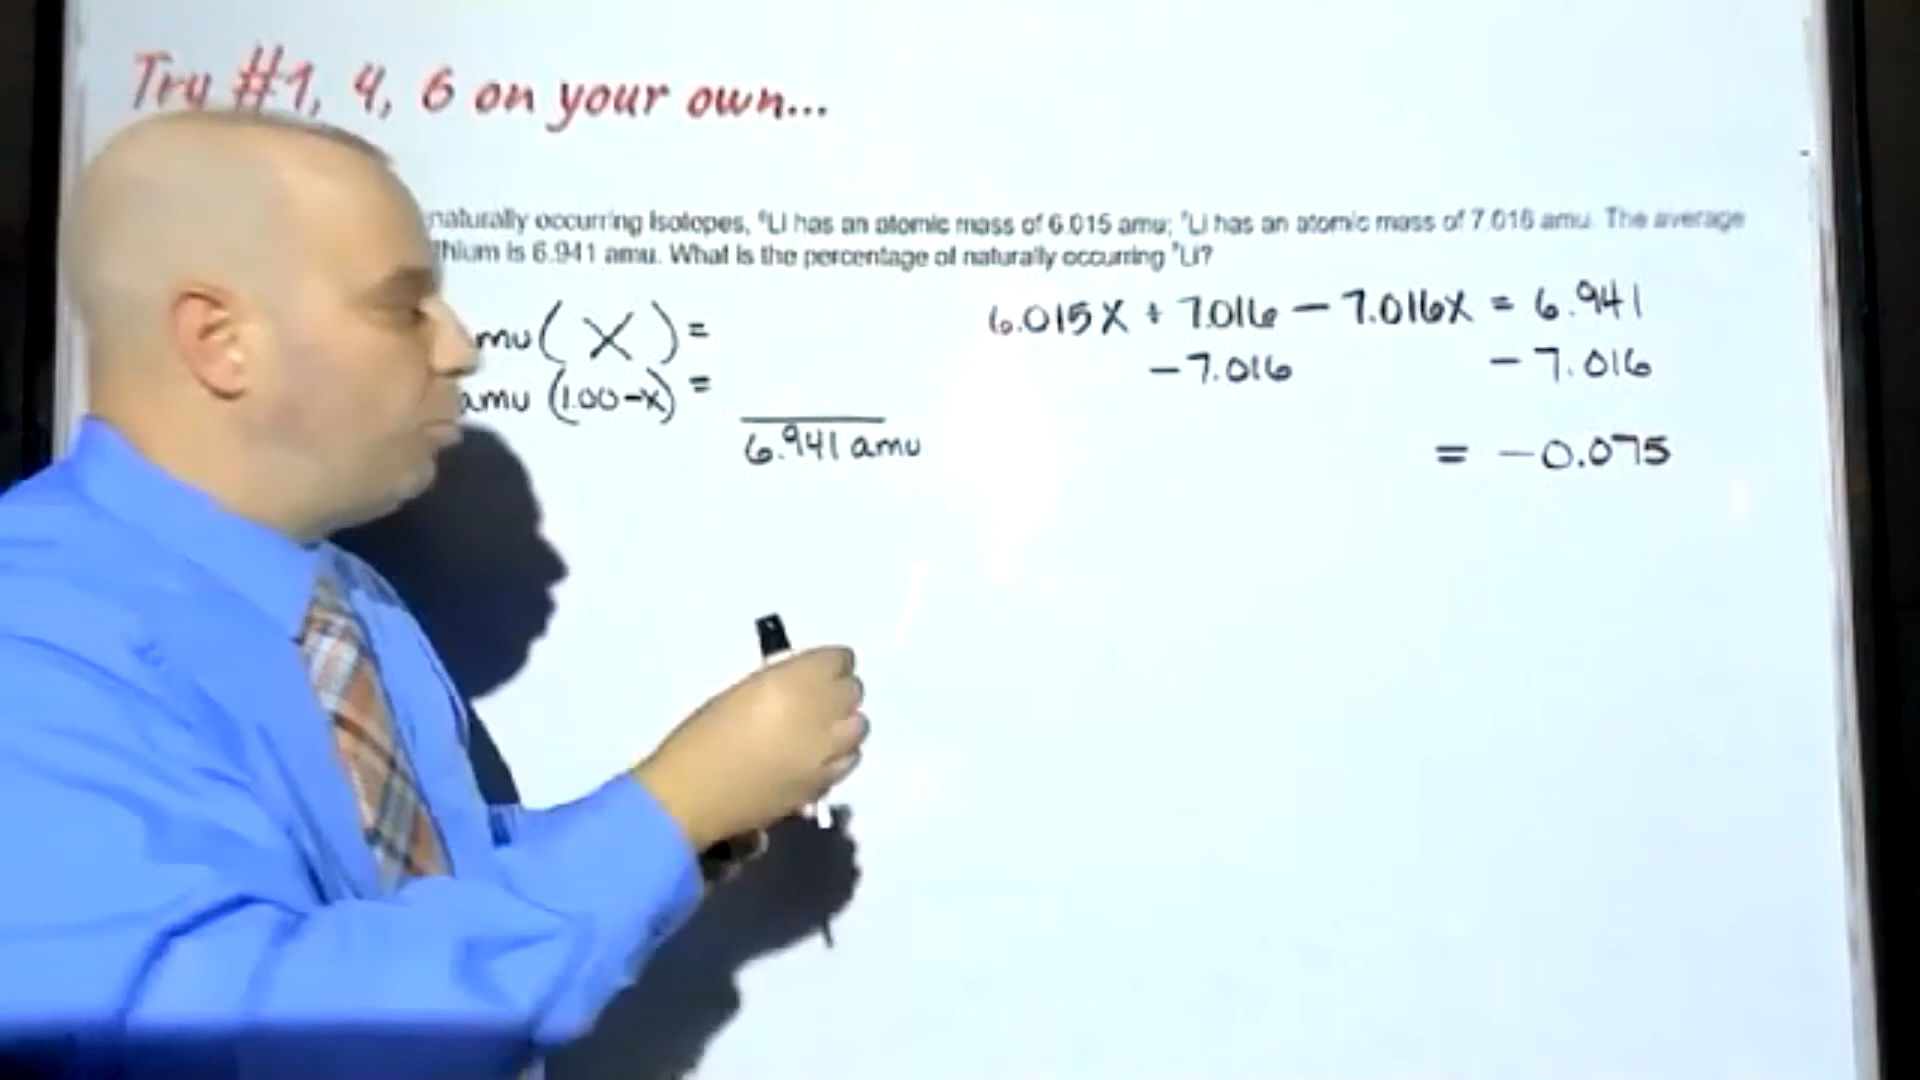 Try #1, 4, 6 on your own...
naturally occurring isotopes, ⁶Li has an atomic mass of 6.015 amu; ⁷Li has an atomic mass of 7.016 amu. The average
is 6.941 amu. What is the percentage of naturally occurring ⁷Li?
mu ( X ) =
amu (1.00-x) =
6.941 amu
6.015X + 7.016 - 7.016X = 6.941
-7.016 - 7.016
= -0.075